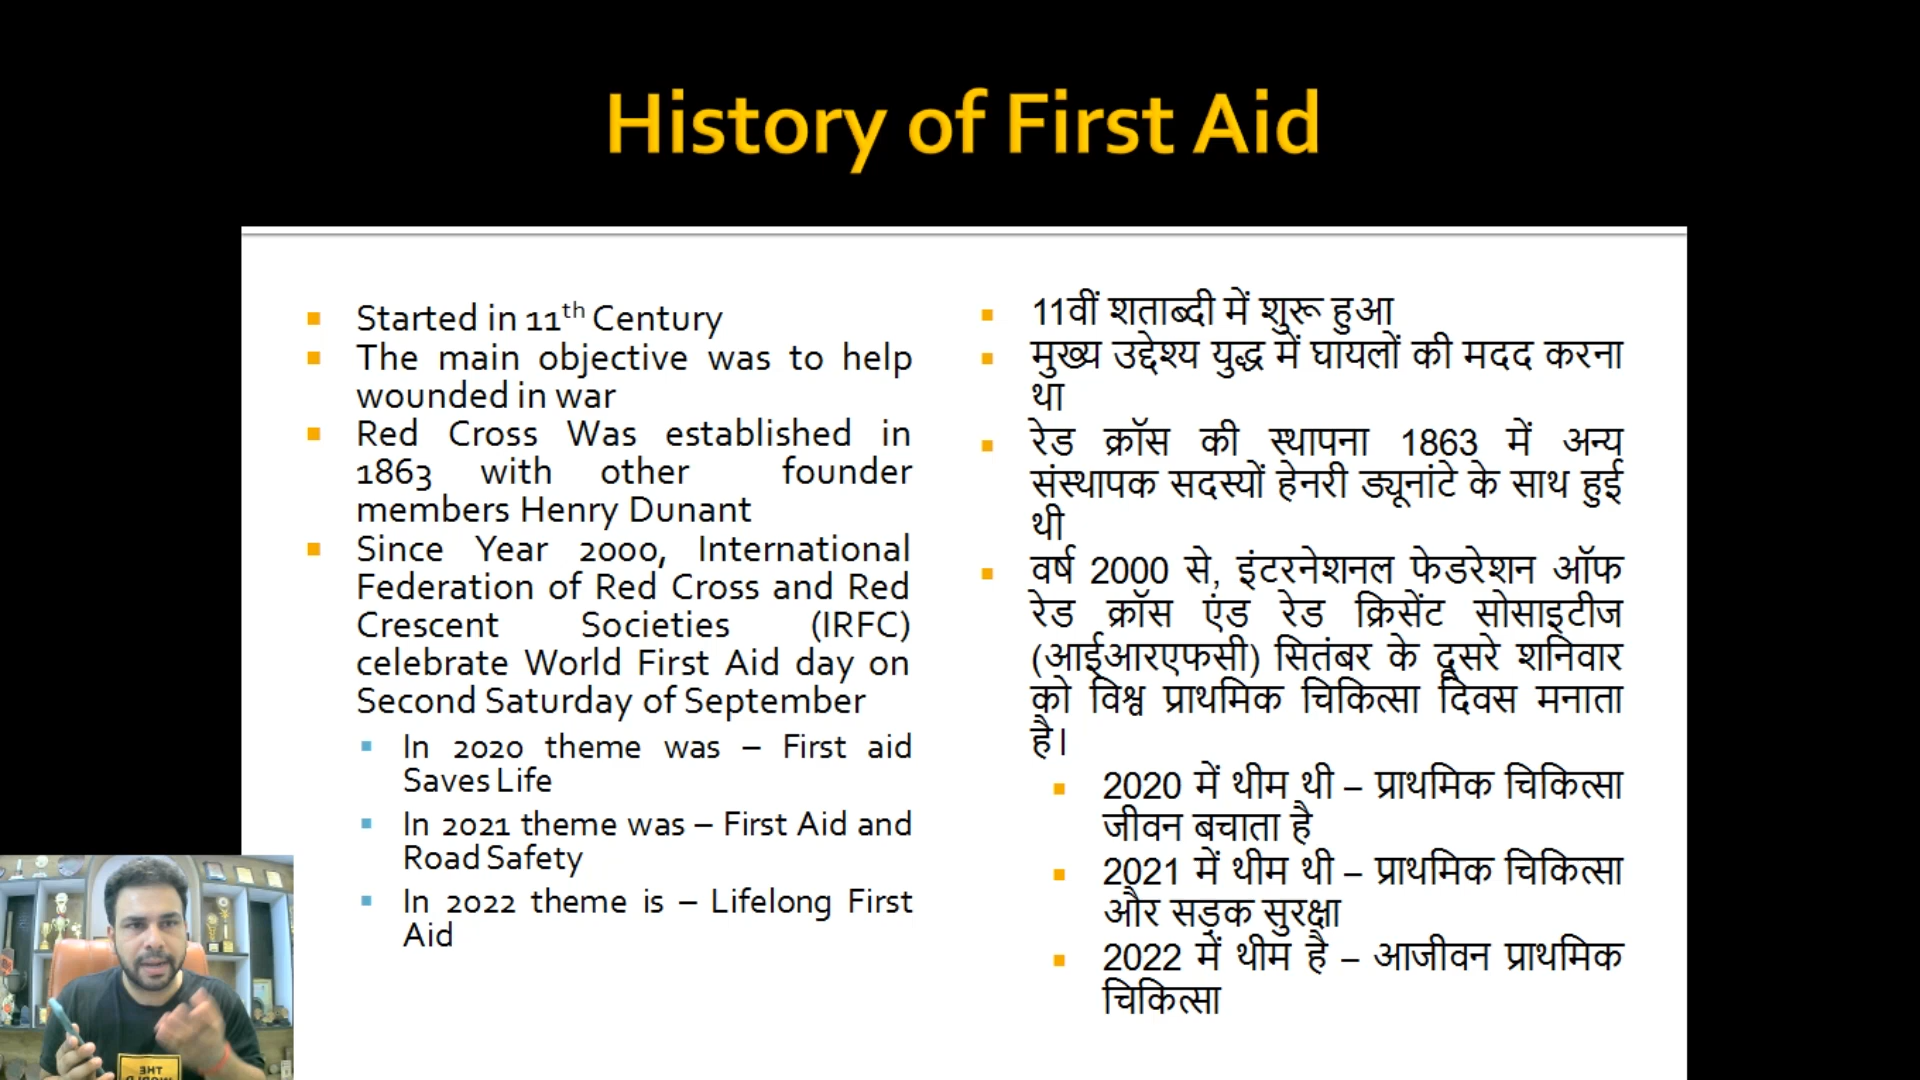 History of First Aid
Started in 11th Century
The main objective was to help
wounded in war
Red Cross Was established in
1863 with other founder
members Henry Dunant
Since Year 2000, International
Federation of Red Cross and Red
Crescent Societies (IRFC)
celebrate World First Aid day on
Second Saturday of September
In 2020 theme was – First aid
Saves Life
In 2021 theme was – First Aid and
Road Safety
In 2022 theme is – Lifelong First
Aid
11वीं शताब्दी में शुरू हुआ
मुख्य उद्देश्य युद्ध में घायलों की मदद करना
था
रेड क्रॉस की स्थापना 1863 में अन्य
संस्थापक सदस्यों हेनरी ड्यूनांटे के साथ हुई
थी
वर्ष 2000 से, इंटरनेशनल फेडरेशन ऑफ
रेड क्रॉस एंड रेड क्रिसेंट सोसाइटीज
(आईआरएफसी) सितंबर के दूसरे शनिवार
को विश्व प्राथमिक चिकित्सा दिवस मनाता
है।
2020 में थीम थी – प्राथमिक चिकित्सा
जीवन बचाता है
2021 में थीम थी – प्राथमिक चिकित्सा
और सड़क सुरक्षा
2022 में थीम है – आजीवन प्राथमिक
चिकित्सा
THE
WORLD